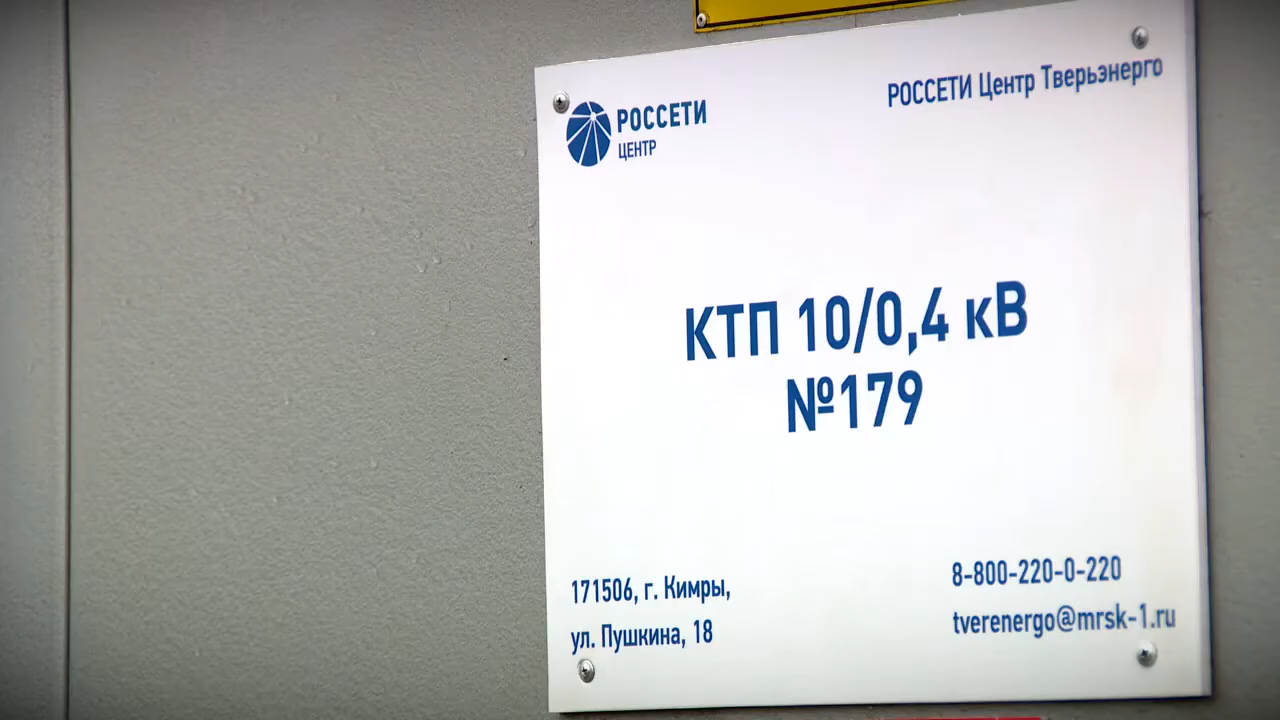 РОССЕТИ
ЦЕНТР
РОССЕТИ Центр Тверьэнерго
КТП 10/0,4 кВ
№179
171506, г. Кимры,
ул. Пушкина, 18
8-800-220-0-220
tverenergo@mrsk-1.ru